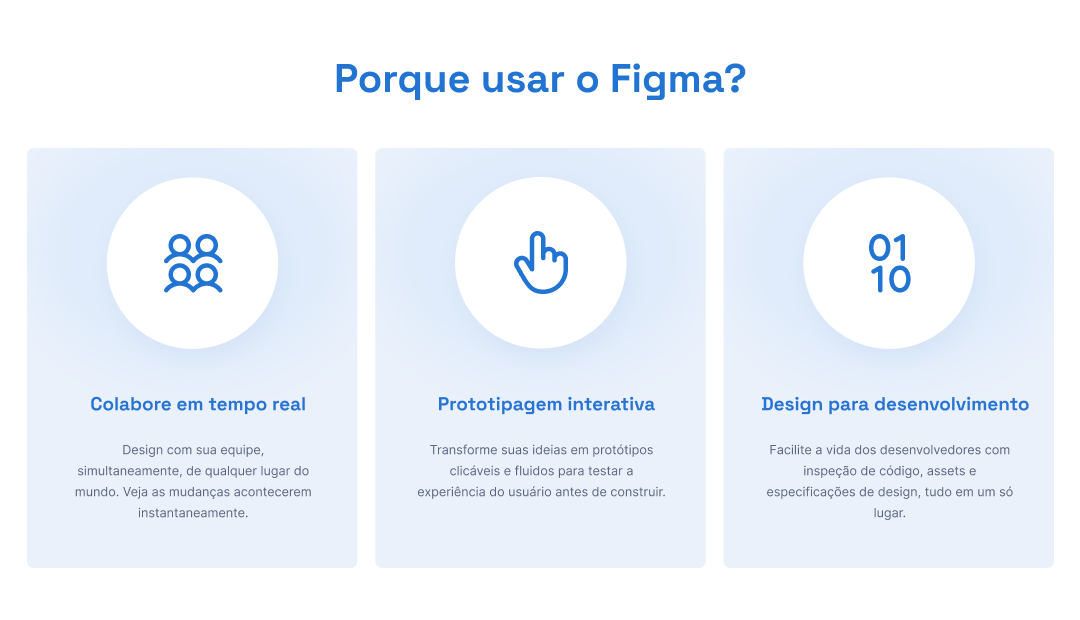 Porque usar o Figma?
01
10
Colabore em tempo real
Design com sua equipe,
simultaneamente, de qualquer lugar do
mundo. Veja as mudanças acontecerem
instantaneamente.
Prototipagem interativa
Transforme suas ideias em protótipos
clicáveis e fluidos para testar a
experiência do usuário antes de construir.
Design para desenvolvimento
Facilite a vida dos desenvolvedores com
inspeção de código, assets e
especificações de design, tudo em um só
lugar.